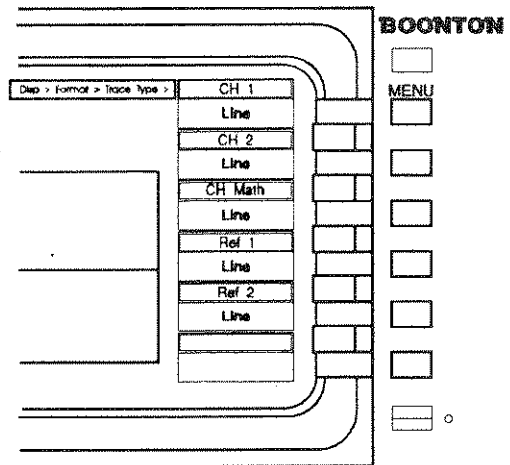 BOONTON
MENU
Disp > Format > Trace Type >
CH 1
Line
CH 2
Line
CH Math
Line
Ref 1
Line
Ref 2
Line